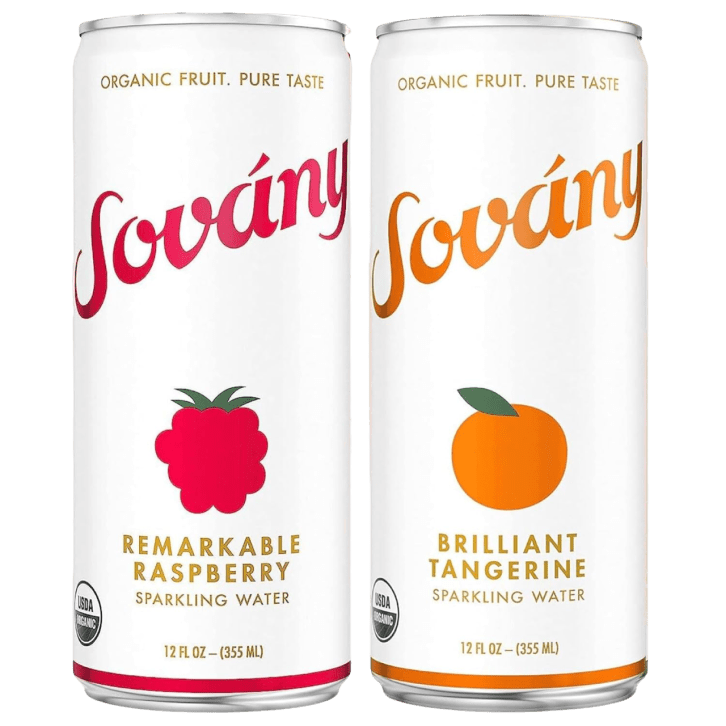 ORGANIC FRUIT. PURE TASTE
Sovány
REMARKABLE
RASPBERRY
SPARKLING WATER
USDA
ORGANIC
12 FL OZ – (355 ML)
ORGANIC FRUIT. PURE TASTE
Sovány
BRILLIANT
TANGERINE
SPARKLING WATER
USDA
ORGANIC
12 FL OZ – (355 ML)